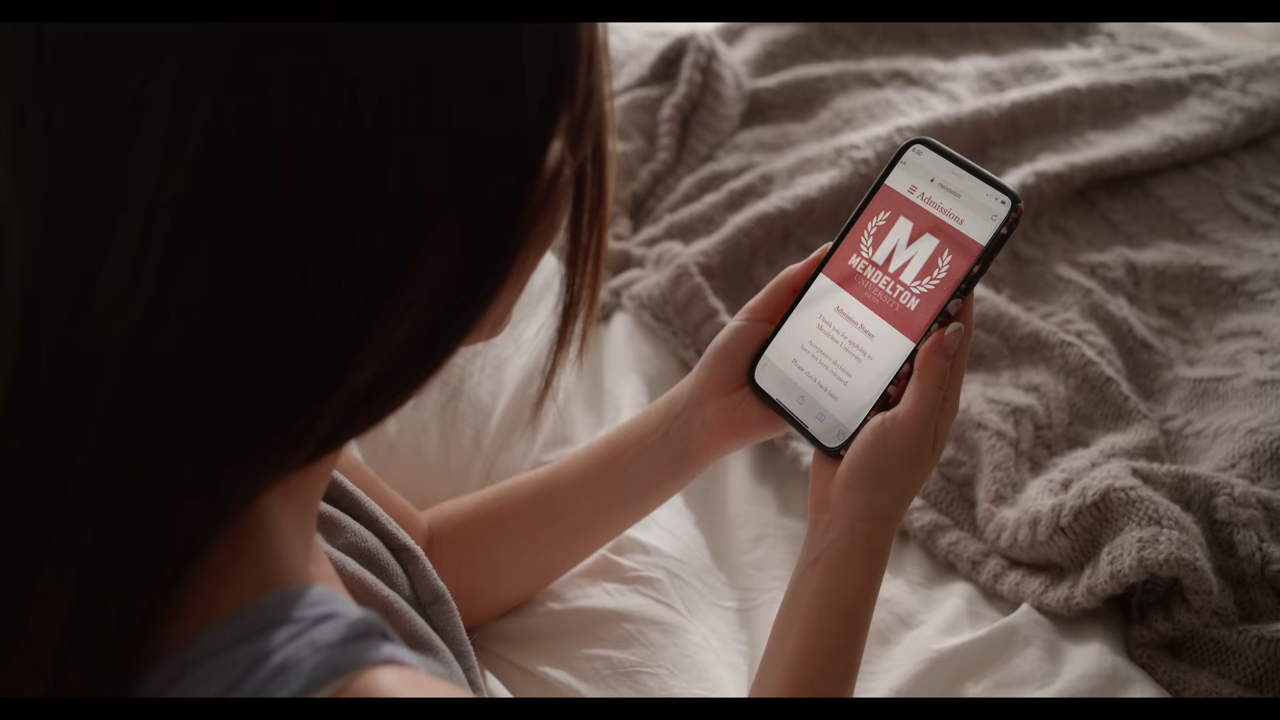 mendelton
Admissions
M
MENDELTON
UNIVERSITY
Admission Status
Thank you for applying to
Mendelton University.
Acceptance decisions
have not been released.
Please check back later.